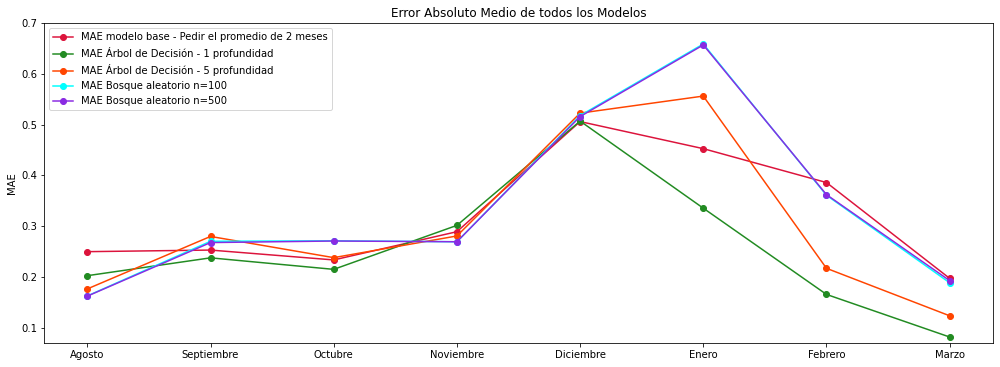 Error Absoluto Medio de todos los Modelos
MAE modelo base - Pedir el promedio de 2 meses
MAE Árbol de Decisión - 1 profundidad
MAE Árbol de Decisión - 5 profundidad
MAE Bosque aleatorio n=100
MAE Bosque aleatorio n=500
MAE
0.7
0.6
0.5
0.4
0.3
0.2
0.1
Agosto Septiembre Octubre Noviembre Diciembre Enero Febrero Marzo